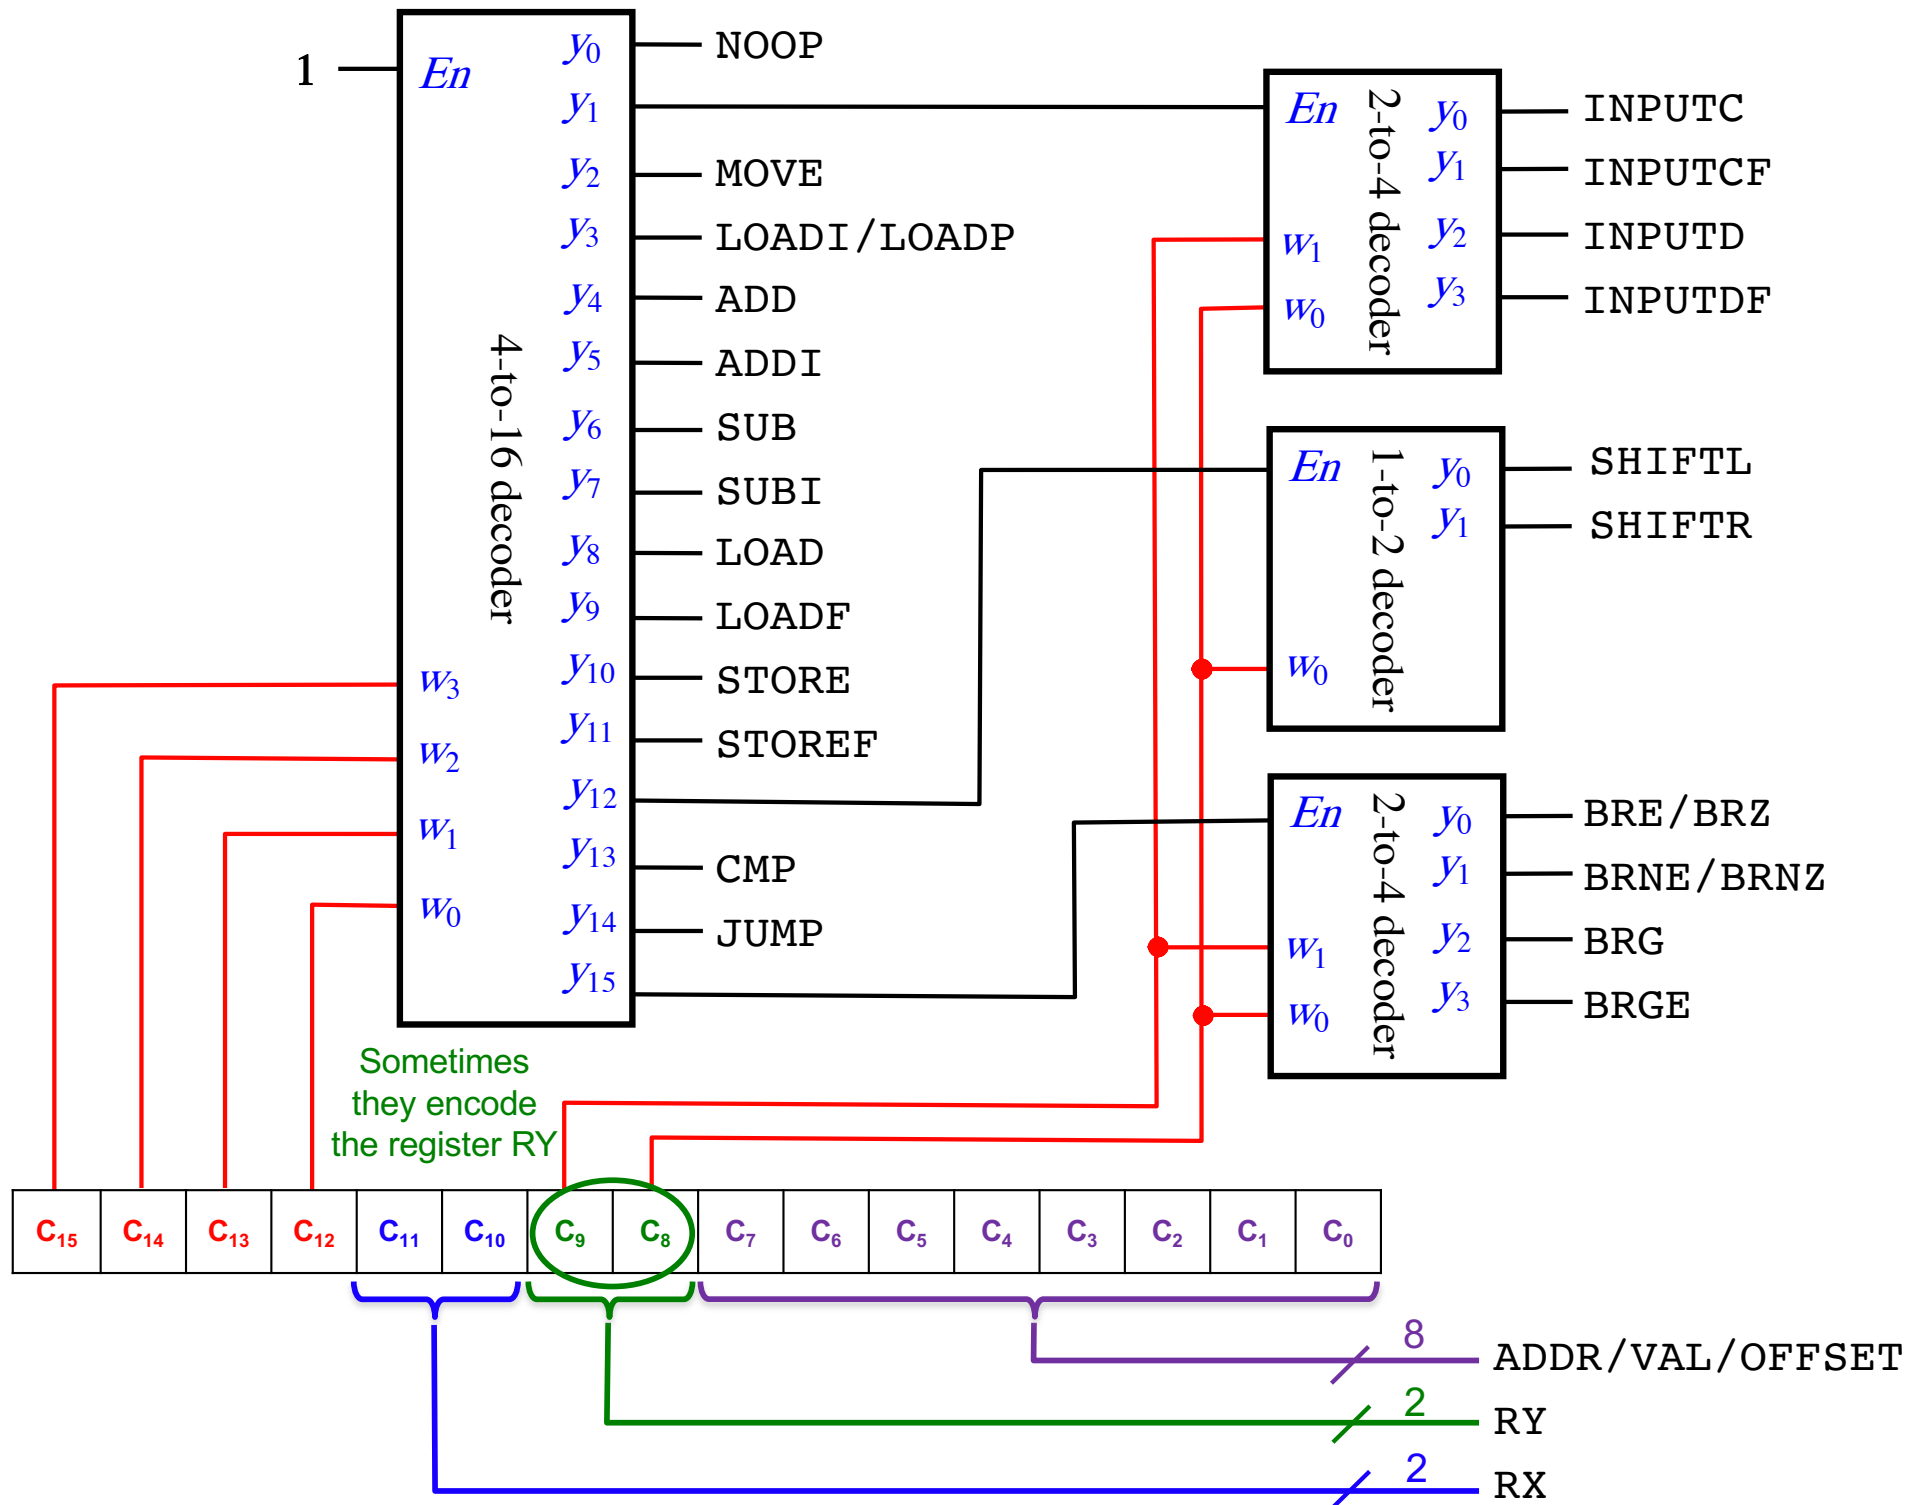 1
En
y0
y1
y2
y3
y4
y5
y6
y7
y8
y9
y10
y11
y12
y13
y14
y15
w3
w2
w1
w0
4-to-16 decoder
NOOP
MOVE
LOADI/LOADP
ADD
ADDI
SUB
SUBI
LOAD
LOADF
STORE
STOREF
CMP
JUMP
En
w1
w0
2-to-4 decoder
y0
y1
y2
y3
INPUTC
INPUTCF
INPUTD
INPUTDF
En
w0
1-to-2 decoder
y0
y1
SHIFTL
SHIFTR
En
w1
w0
2-to-4 decoder
y0
y1
y2
y3
BRE/BRZ
BRNE/BRNZ
BRG
BRGE
Sometimes
they encode
the register RY
C15 C14 C13 C12 C11 C10 C9 C8 C7 C6 C5 C4 C3 C2 C1 C0
8 ADDR/VAL/OFFSET
2 RY
2 RX